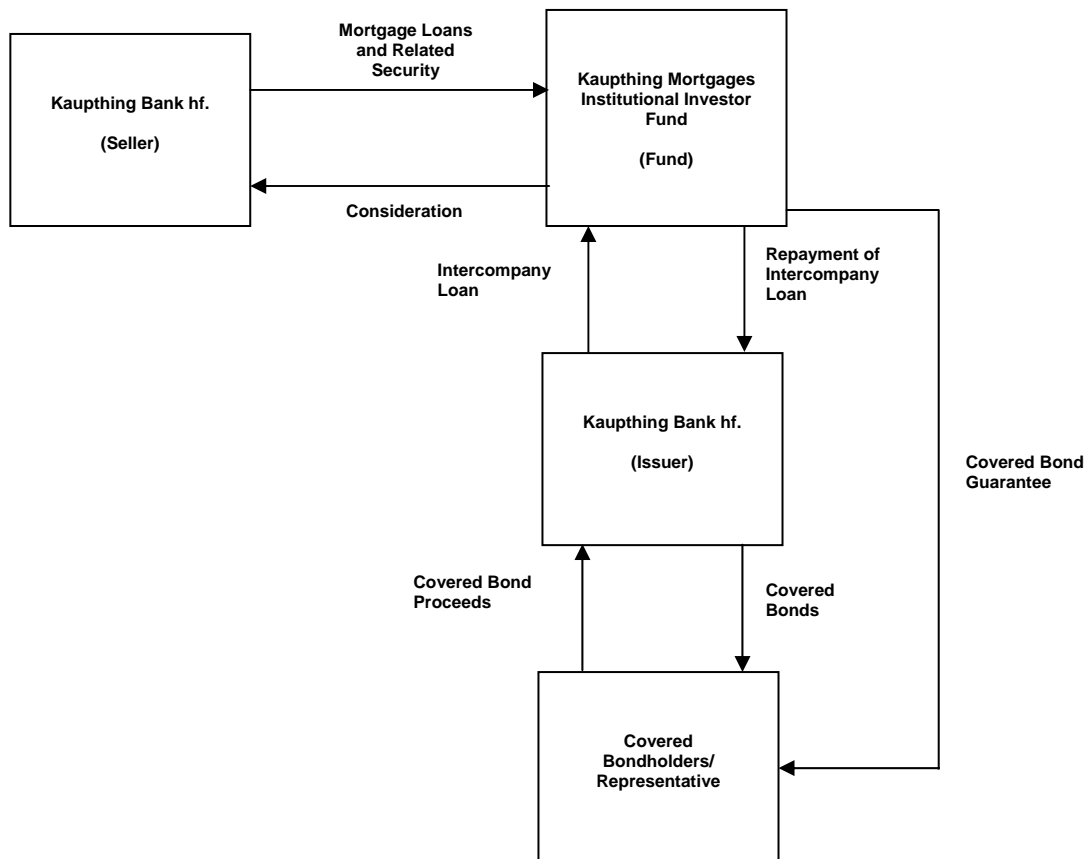 Mortgage Loans
and Related
Security
Kaupthing Bank hf.
(Seller)
Kaupthing Mortgages
Institutional Investor
Fund
(Fund)
Consideration
Intercompany
Loan
Repayment of
Intercompany
Loan
Kaupthing Bank hf.
(Issuer)
Covered Bond
Guarantee
Covered Bond
Proceeds
Covered
Bonds
Covered
Bondholders/
Representative